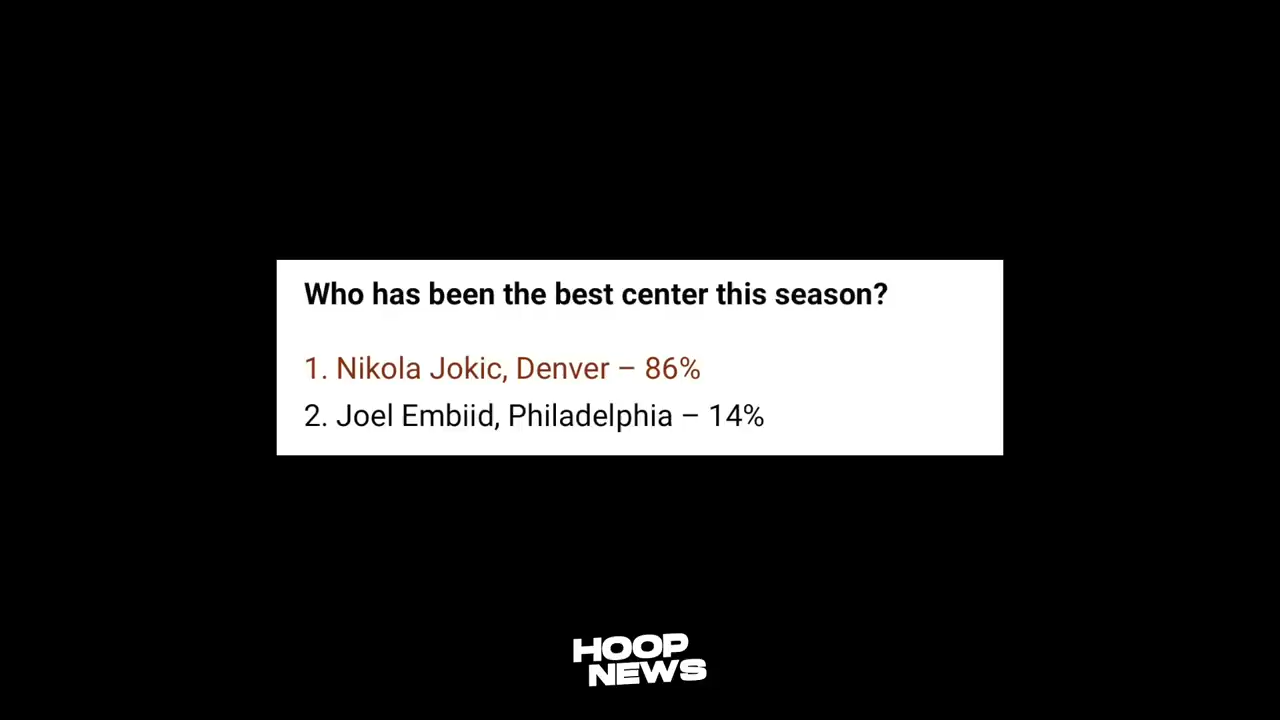 Who has been the best center this season?
1. Nikola Jokic, Denver – 86%
2. Joel Embiid, Philadelphia – 14%
HOOP
NEWS